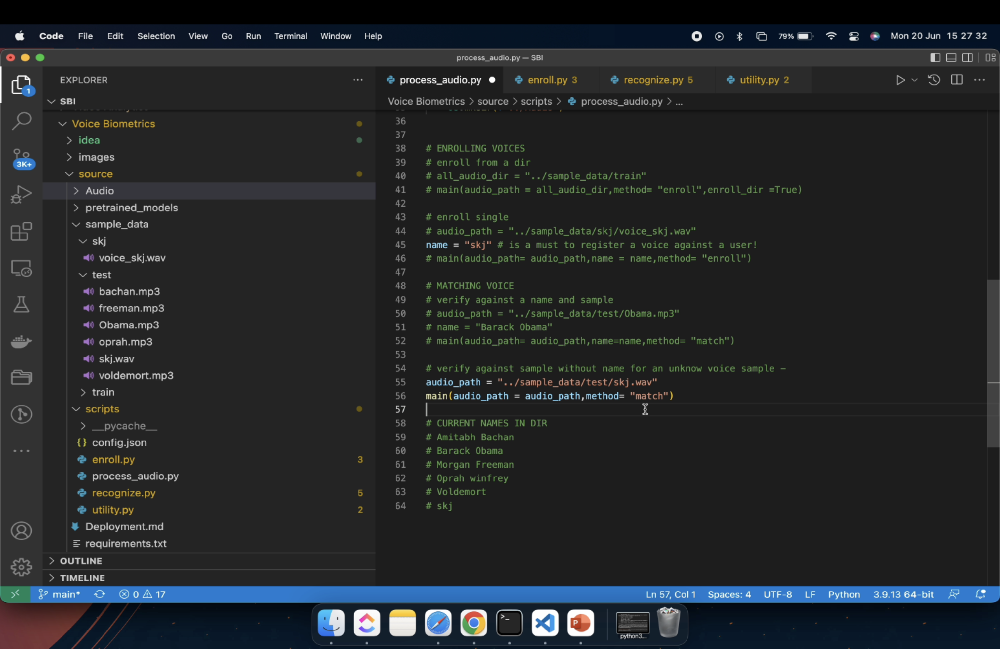 Code File Edit Selection View Go Run Terminal Window Help 79% Mon 20 Jun 15 27 32
process_audio.py — SBI
EXPLORER
process_audio.py
enroll.py 3
recognize.py 5
utility.py 2
SBI
Voice Biometrics > source > scripts > process_audio.py > ...
Voice Biometrics
idea
images
source
Audio
pretrained_models
sample_data
skj
voice_skj.wav
test
bachan.mp3
freeman.mp3
Obama.mp3
oprah.mp3
skj.wav
voldemort.mp3
train
scripts
__pycache__
config.json
enroll.py 3
process_audio.py
recognize.py 5
utility.py 2
Deployment.md
requirements.txt
OUTLINE
TIMELINE
1
3K+
36
37
38 # ENROLLING VOICES
39 # enroll from a dir
40 # all_audio_dir = "../sample_data/train"
41 # main(audio_path = all_audio_dir,method= "enroll",enroll_dir =True)
42
43 # enroll single
44 # audio_path = "../sample_data/skj/voice_skj.wav"
45 name = "skj" # is a must to register a voice against a user!
46 # main(audio_path= audio_path,name = name,method= "enroll")
47
48 # MATCHING VOICE
49 # verify against a name and sample
50 # audio_path = "../sample_data/test/Obama.mp3"
51 # name = "Barack Obama"
52 # main(audio_path= audio_path,name=name,method= "match")
53
54 # verify against sample without name for an unknow voice sample –
55 audio_path = "../sample_data/test/skj.wav"
56 main(audio_path = audio_path,method= "match")
57
58 # CURRENT NAMES IN DIR
59 # Amitabh Bachan
60 # Barack Obama
61 # Morgan Freeman
62 # Oprah winfrey
63 # Voldemort
64 # skj
main* 0 17 Ln 57, Col 1 Spaces: 4 UTF-8 LF Python 3.9.13 64-bit
python3....